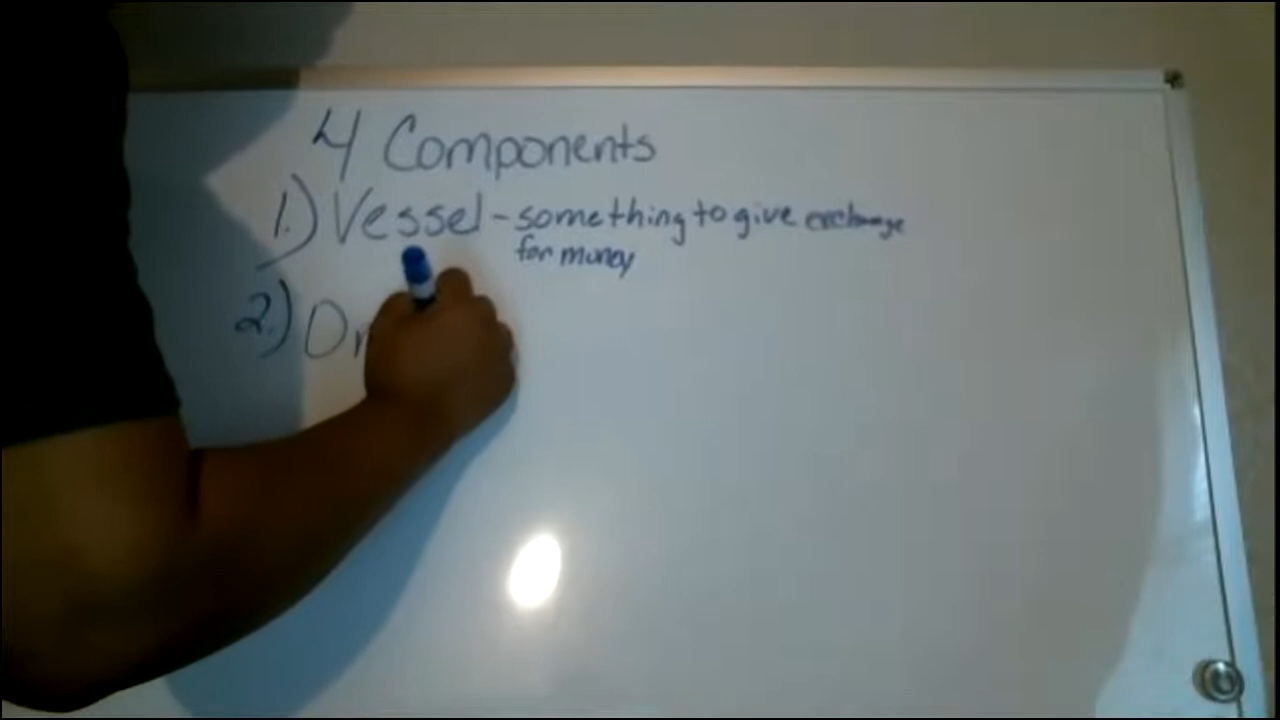 4 Components
1.) Vessel - something to give exchange
for money
2.)